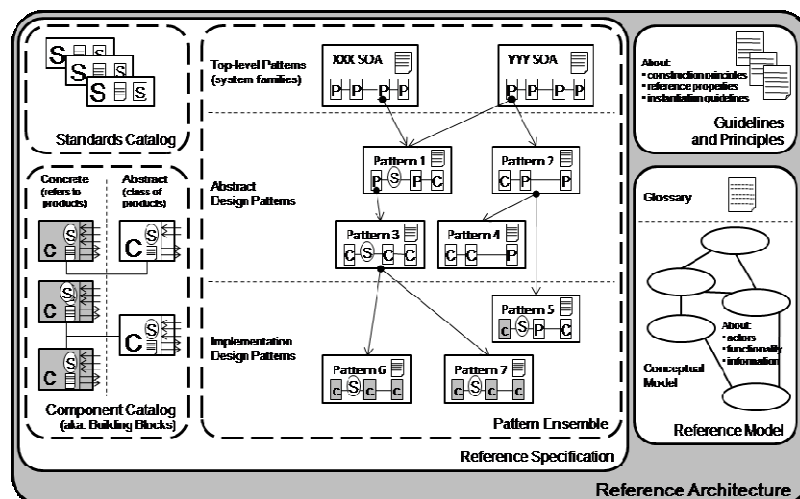 S S
S S
S S
Standards Catalog
Concrete
(refers to
products)
Abstract
(class of
products)
C S
C S
C S
C S
C S
Component Catalog
(aka. Building Blocks)
Top-level Patterns
(system families)
XXX SOA
P P P P
YYY SOA
P P P P
Abstract
Design Patterns
Pattern 1
P S P C
Pattern 2
C P P
Pattern 3
C S C C
Pattern 4
C C P
Implementation
Design Patterns
Pattern 5
C S P C
Pattern 6
C S C C
Pattern 7
C S C C
Pattern Ensemble
Reference Specification
About:
• construction principles
• reference properties
• instantiation guidelines
Guidelines
and Principles
Glossary
About:
• actors
• functionality
• information
Conceptual
Model
Reference Model
Reference Architecture